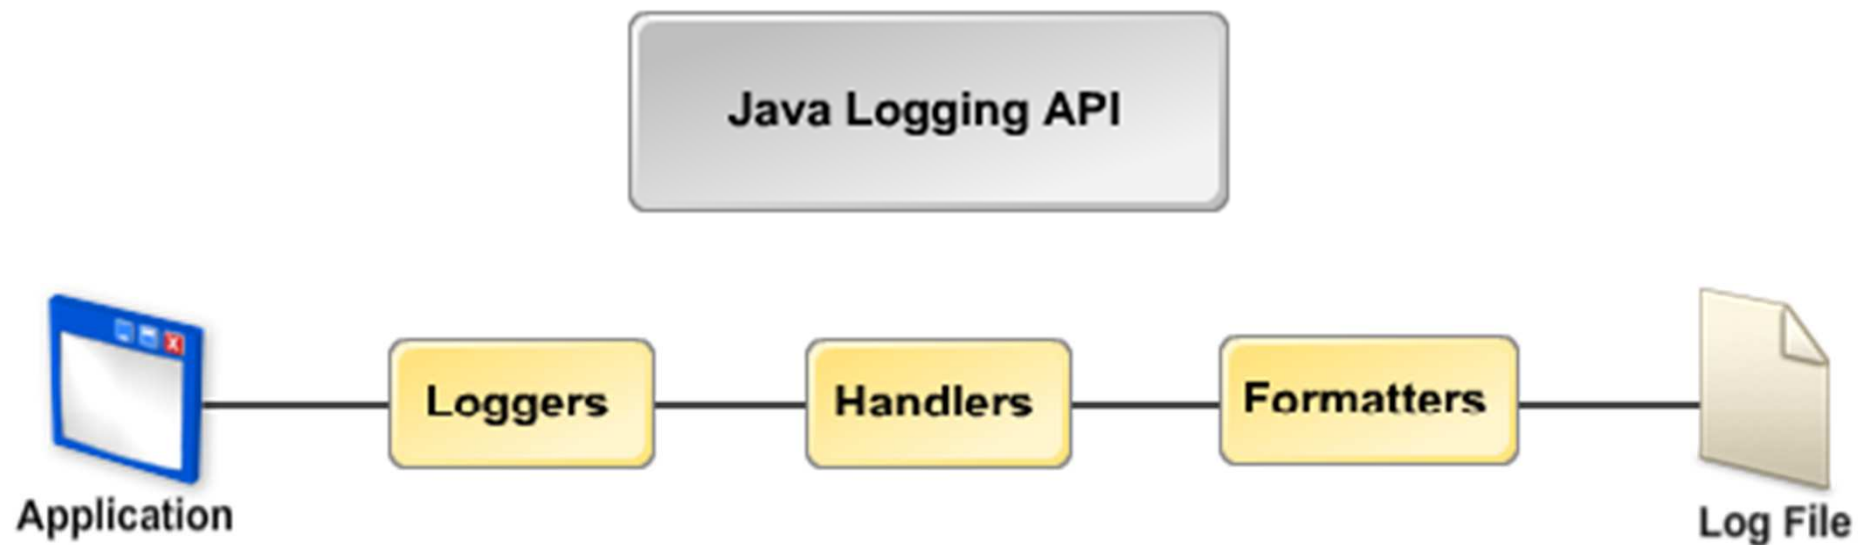 Java Logging API
Loggers
Handlers
Formatters
Application
Log File